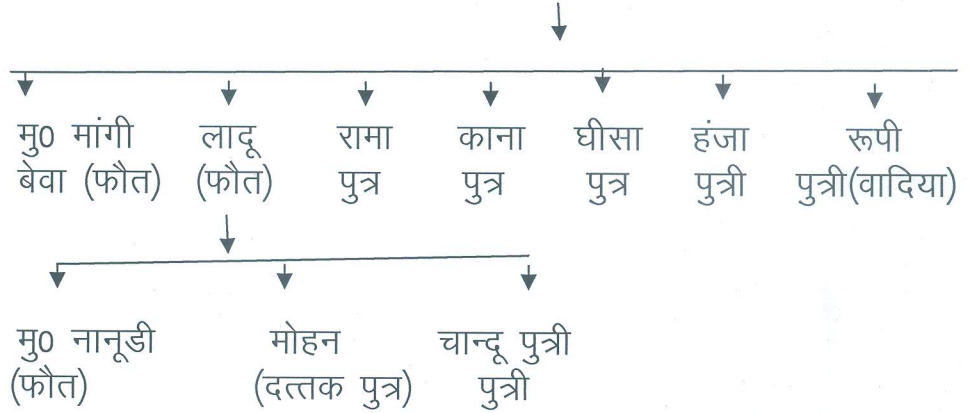 मु0 मांगी लादू रामा काना घीसा हंजा रूपी
बेवा (फौत) (फौत) पुत्र पुत्र पुत्र पुत्री पुत्री(वादिया)
मु0 नानूडी मोहन चान्दू पुत्री
(फौत) (दत्तक पुत्र) पुत्री